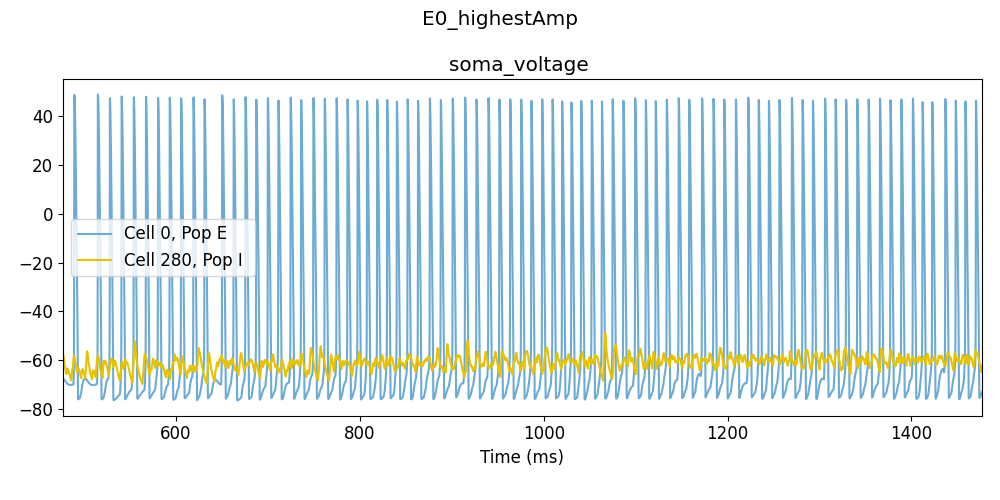 E0_highestAmp
soma_voltage
40
20
0
−20
−40
−60
−80
Cell 0, Pop E
Cell 280, Pop I
600
800
1000
1200
1400
Time (ms)